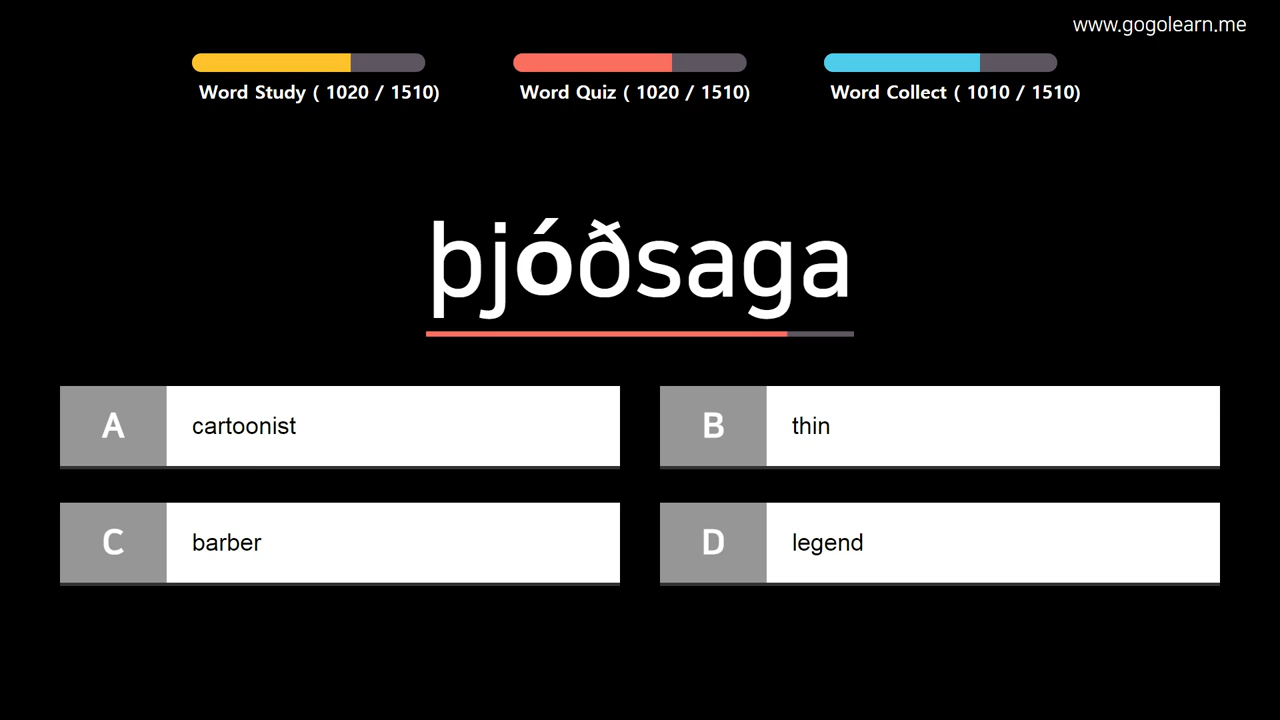 www.gogolearn.me
Word Study ( 1020 / 1510)
Word Quiz ( 1020 / 1510)
Word Collect ( 1010 / 1510)
þjóðsaga
A cartoonist
B thin
C barber
D legend